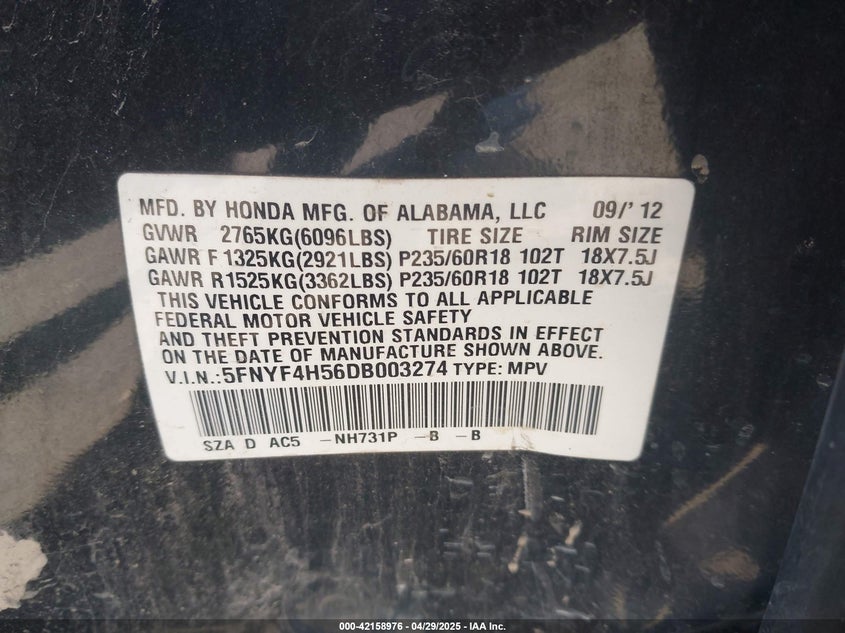 MFD. BY HONDA MFG. OF ALABAMA, LLC 09/' 12
GVWR 2765KG(6096LBS) TIRE SIZE RIM SIZE
GAWR F 1325KG(2921LBS) P235/60R18 102T 18X7.5J
GAWR R1525KG(3362LBS) P235/60R18 102T 18X7.5J
THIS VEHICLE CONFORMS TO ALL APPLICABLE
FEDERAL MOTOR VEHICLE SAFETY
AND THEFT PREVENTION STANDARDS IN EFFECT
ON THE DATE OF MANUFACTURE SHOWN ABOVE.
V.I.N.:5FNYF4H56DB003274 TYPE: MPV
SZA D AC5 -NH731P -B -B
000-42158976 | 04/29/2025 - IAA Inc.